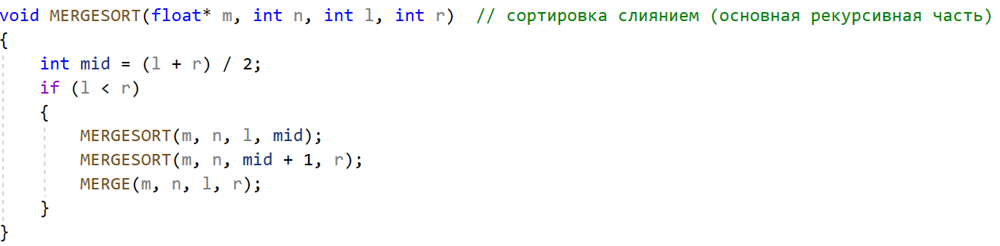 void MERGESORT(float* m, int n, int l, int r)  // сортировка слиянием (основная рекурсивная часть)
{
    int mid = (l + r) / 2;
    if (l < r)
    {
        MERGESORT(m, n, l, mid);
        MERGESORT(m, n, mid + 1, r);
        MERGE(m, n, l, r);
    }
}